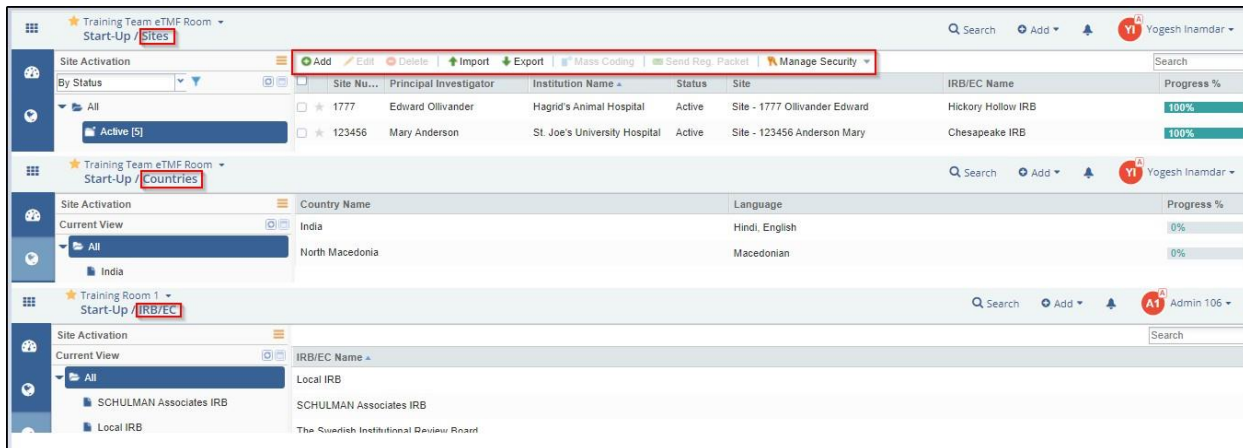 Training Team eTMF Room
Start-Up / Sites
Search Add A YI Yogesh Inamdar
Site Activation
Add Edit Delete Import Export Mass Coding Send Reg. Packet Manage Security Search
By Status
Site Nu... Principal Investigator Institution Name Status Site IRB/EC Name Progress %
All
1777 Edward Ollivander Hagrid's Animal Hospital Active Site - 1777 Ollivander Edward Hickory Hollow IRB 100%
Active [5]
123456 Mary Anderson St. Joe's University Hospital Active Site - 123456 Anderson Mary Chesapeake IRB 100%
Training Team eTMF Room
Start-Up / Countries
Search Add A YI Yogesh Inamdar
Site Activation Country Name Language Progress %
Current View India Hindi, English 0%
All North Macedonia Macedonian 0%
India
Training Room 1
Start-Up / IRB/EC
Search Add A A1 Admin 106
Site Activation Search
Current View IRB/EC Name
All Local IRB
SCHULMAN Associates IRB SCHULMAN Associates IRB
Local IRB The Swedish Institutional Review Board